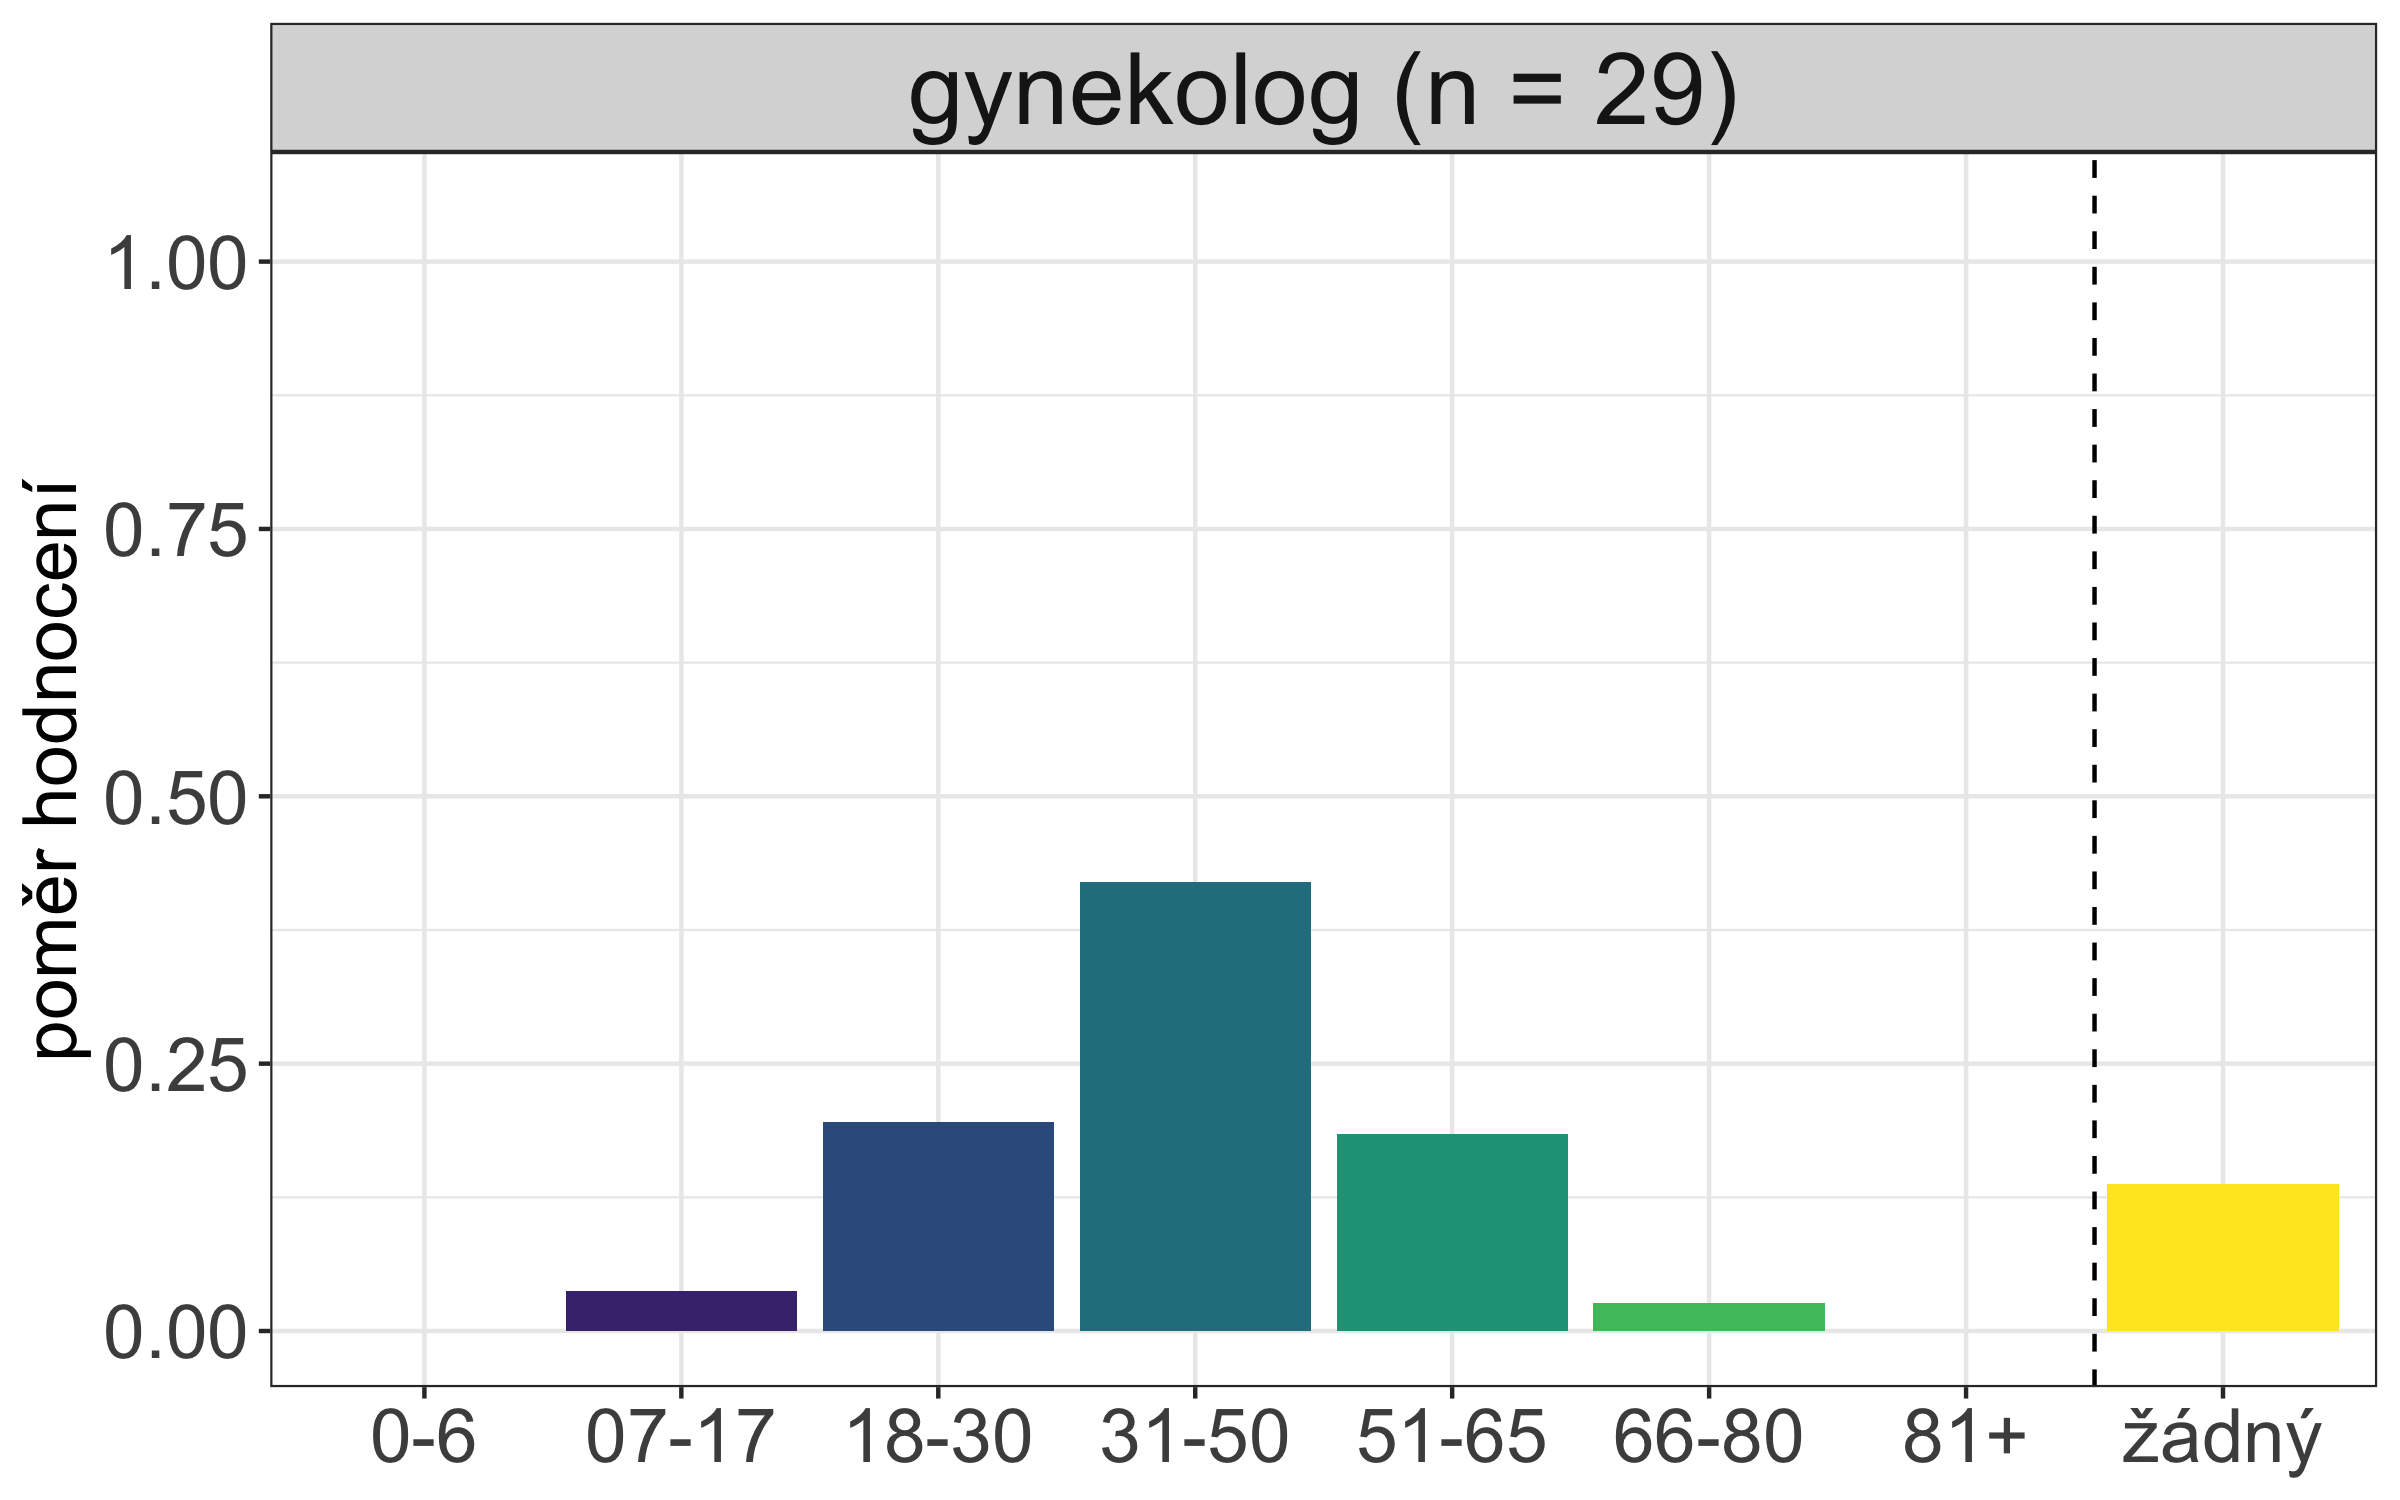 gynekolog (n = 29)
poměr hodnocení
1.00
0.75
0.50
0.25
0.00
0-6 07-17 18-30 31-50 51-65 66-80 81+ žádný